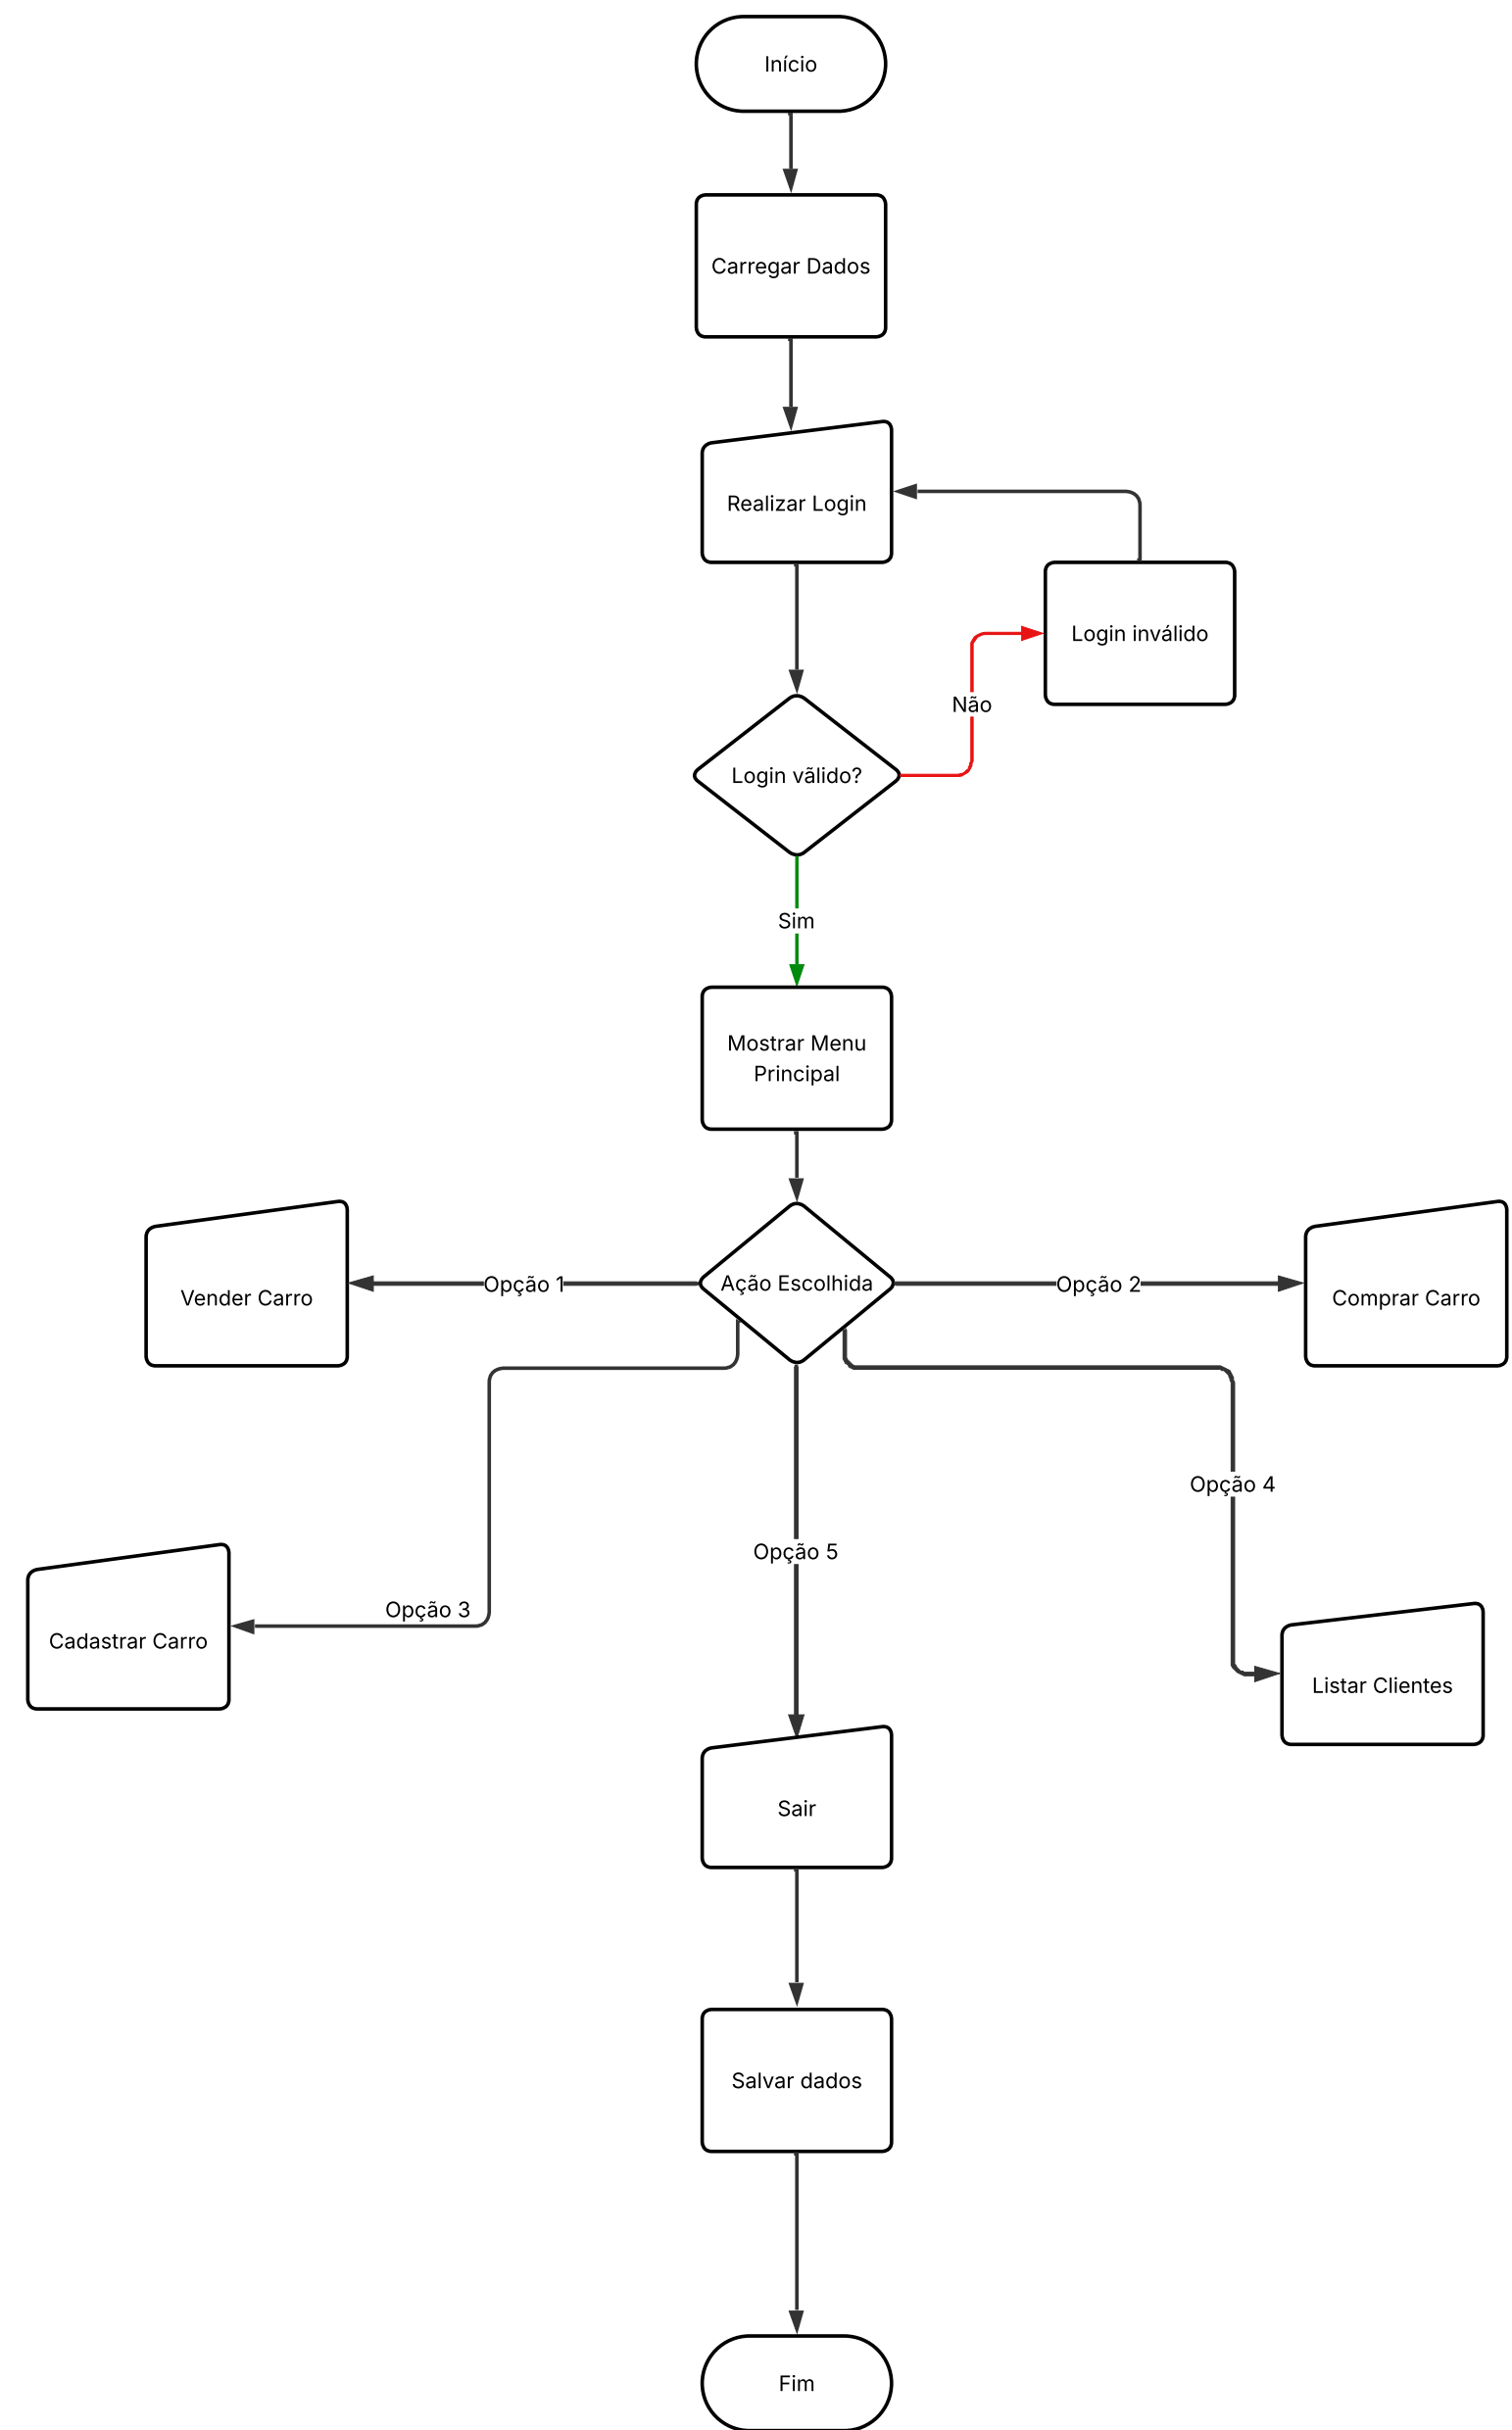 Início
Carregar Dados
Realizar Login
Login inválido
Não
Login vãlido?
Sim
Mostrar Menu
Principal
Vender Carro
Opção 1
Ação Escolhida
Opção 2
Comprar Carro
Opção 4
Opção 5
Opção 3
Cadastrar Carro
Listar Clientes
Sair
Salvar dados
Fim